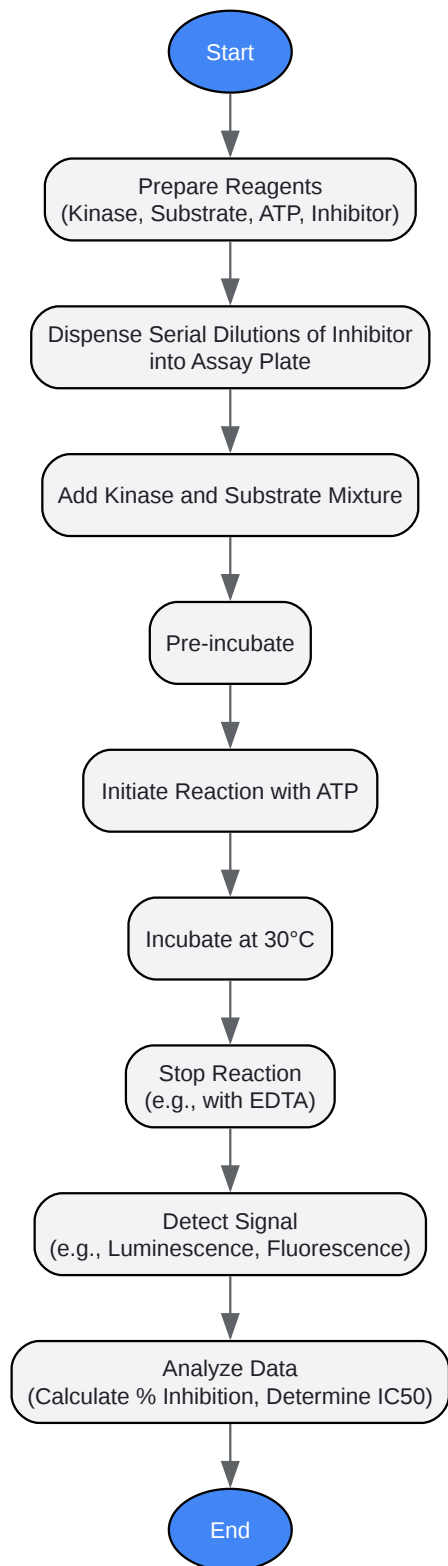 Start
Prepare Reagents
(Kinase, Substrate, ATP, Inhibitor)
Dispense Serial Dilutions of Inhibitor
into Assay Plate
Add Kinase and Substrate Mixture
Pre-incubate
Initiate Reaction with ATP
Incubate at 30°C
Stop Reaction
(e.g., with EDTA)
Detect Signal
(e.g., Luminescence, Fluorescence)
Analyze Data
(Calculate % Inhibition, Determine IC50)
End